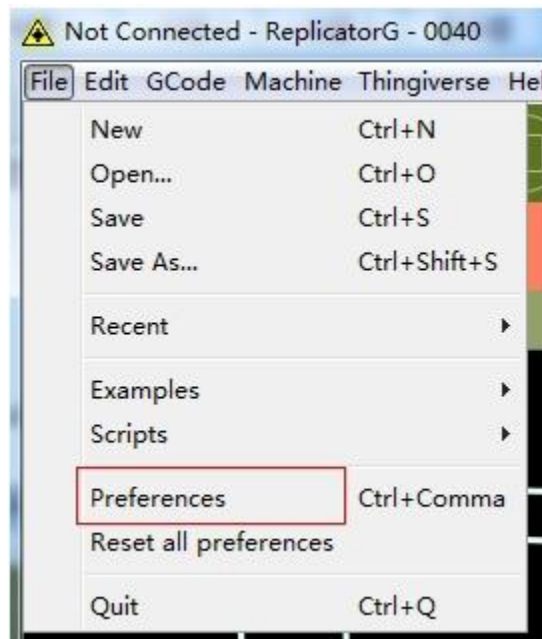 Not Connected - ReplicatorG - 0040
File Edit GCode Machine Thingiverse
New Ctrl+N
Open... Ctrl+O
Save Ctrl+S
Save As... Ctrl+Shift+S
Recent
Examples
Scripts
Preferences Ctrl+Comma
Reset all preferences
Quit Ctrl+Q